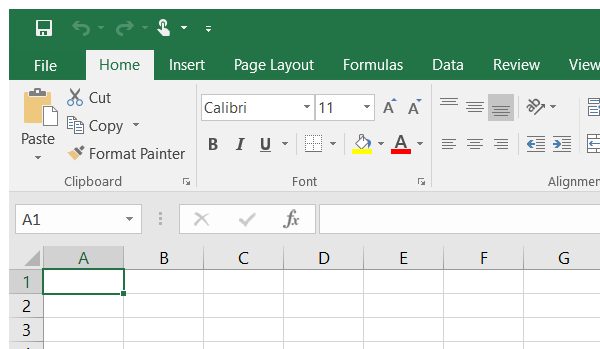 File Home Insert Page Layout Formulas Data Review View
Cut
Calibri 11 A A
Copy
Paste
Format Painter
B I U A
Clipboard Font Alignm
A1 fx
A B C D E F G
1
2
3